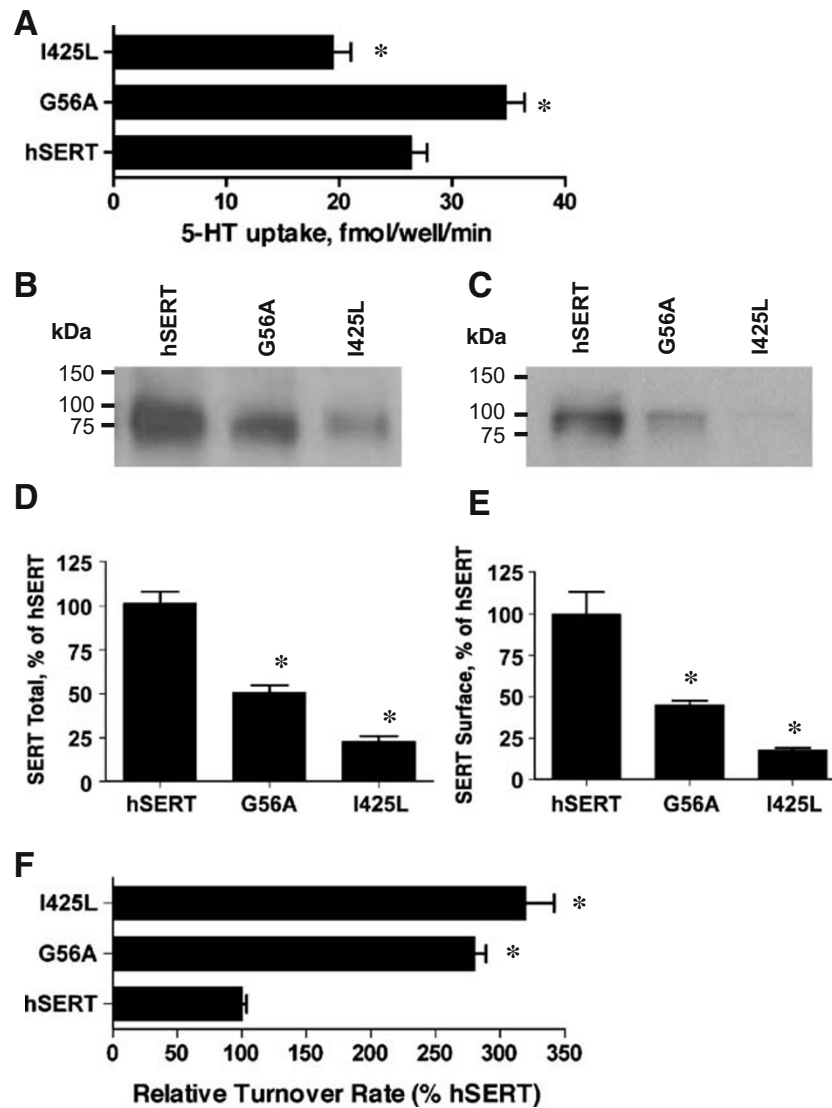 A
I425L
*
G56A
*
hSERT
0 10 20 30 40
5-HT uptake, fmol/well/min
B
kDa
hSERT G56A I425L
150
100
75
C
kDa
hSERT G56A I425L
150
100
75
D
SERT Total, % of hSERT
125
100
75
50
25
0
*
*
hSERT G56A I425L
E
SERT Surface, % of hSERT
125
100
75
50
25
0
*
*
hSERT G56A I425L
F
I425L
*
G56A
*
hSERT
0 50 100 150 200 250 300 350
Relative Turnover Rate (% hSERT)